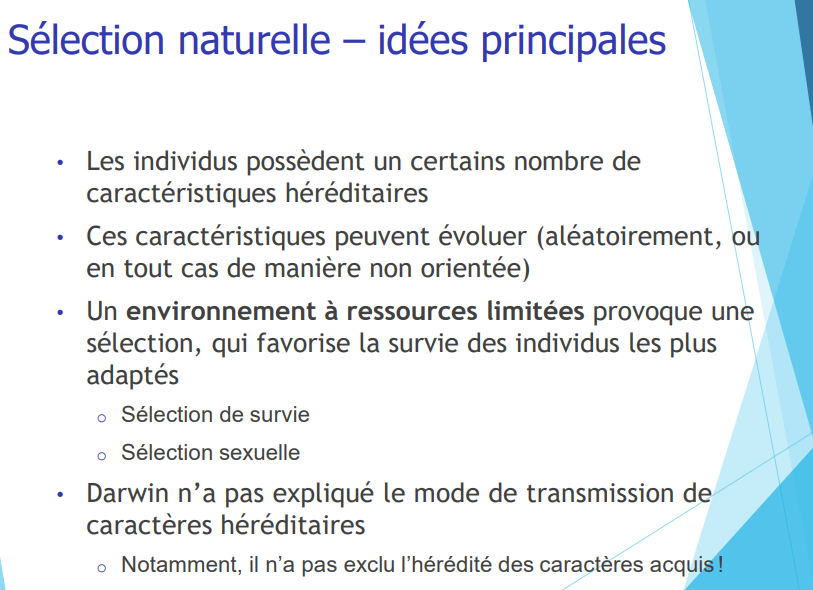 Sélection naturelle – idées principales
• Les individus possèdent un certains nombre de
caractéristiques héréditaires
• Ces caractéristiques peuvent évoluer (aléatoirement, ou
en tout cas de manière non orientée)
• Un environnement à ressources limitées provoque une
sélection, qui favorise la survie des individus les plus
adaptés
o Sélection de survie
o Sélection sexuelle
• Darwin n’a pas expliqué le mode de transmission de
caractères héréditaires
o Notamment, il n’a pas exclu l’hérédité des caractères acquis !